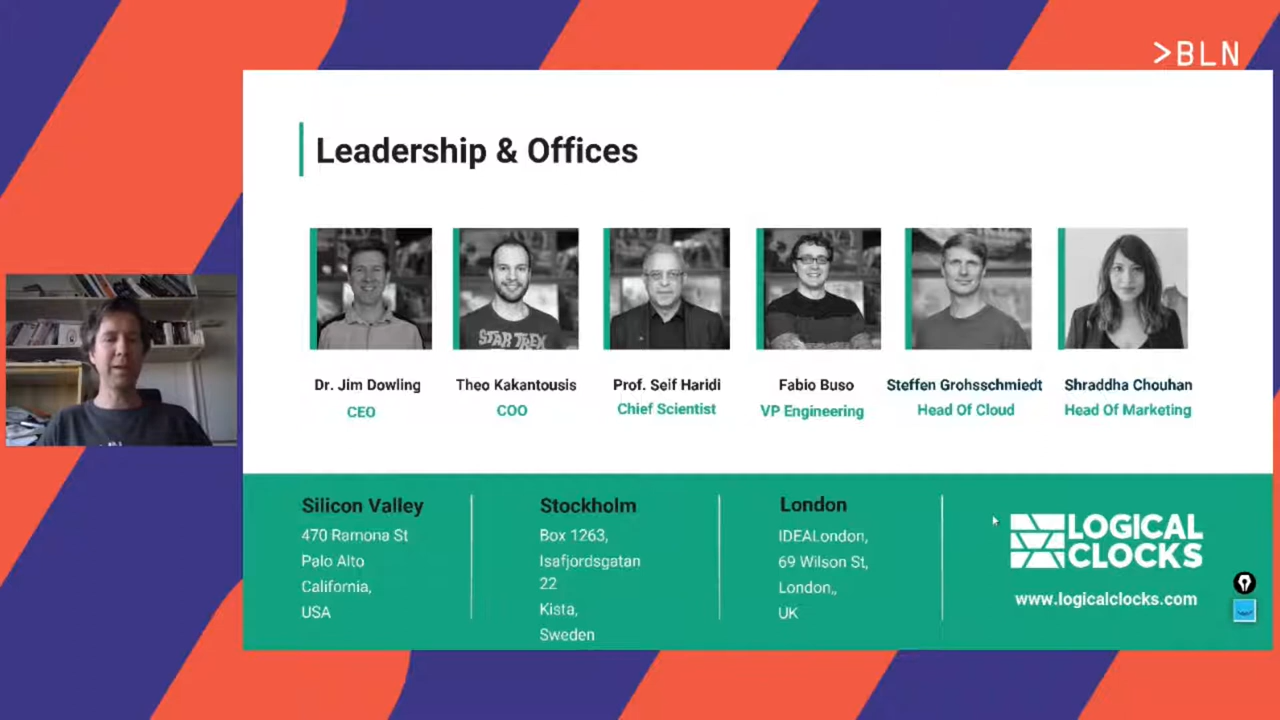 >BLN
Leadership & Offices
STAR TREK
Dr. Jim Dowling
CEO
Theo Kakantousis
COO
Prof. Seif Haridi
Chief Scientist
Fabio Buso
VP Engineering
Steffen Grohsschmiedt
Head Of Cloud
Shraddha Chouhan
Head Of Marketing
Silicon Valley
470 Ramona St
Palo Alto
California,
USA
Stockholm
Box 1263,
Isafjordsgatan
22
Kista,
Sweden
London
IDEALondon,
69 Wilson St,
London,,
UK
LOGICAL
CLOCKS
www.logicalclocks.com